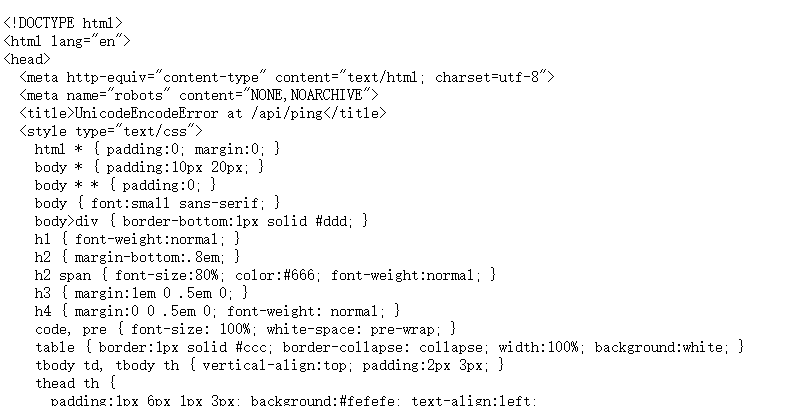 <!DOCTYPE html>
<html lang="en">
<head>
  <meta http-equiv="content-type" content="text/html; charset=utf-8">
  <meta name="robots" content="NONE,NOARCHIVE">
  <title>UnicodeEncodeError at /api/ping</title>
  <style type="text/css">
    html * { padding:0; margin:0; }
    body * { padding:10px 20px; }
    body * * { padding:0; }
    body { font:small sans-serif; }
    body>div { border-bottom:1px solid #ddd; }
    h1 { font-weight:normal; }
    h2 { margin-bottom:.8em; }
    h2 span { font-size:80%; color:#666; font-weight:normal; }
    h3 { margin:1em 0 .5em 0; }
    h4 { margin:0 0 .5em 0; font-weight: normal; }
    code, pre { font-size: 100%; white-space: pre-wrap; }
    table { border:1px solid #ccc; border-collapse: collapse; width:100%; background:white; }
    tbody td, tbody th { vertical-align:top; padding:2px 3px; }
    thead th {
      padding:1px 6px 1px 3px; background:#fefefe; text-align:left;